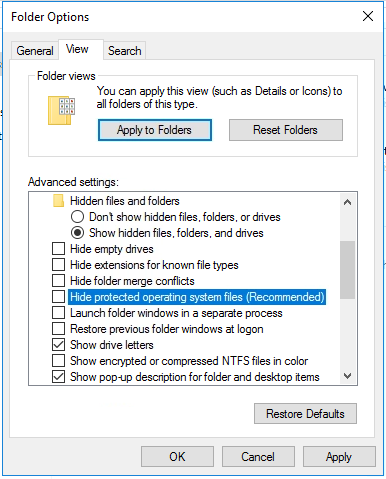 Folder Options
General
View
Search
Folder views
You can apply this view (such as Details or Icons) to
all folders of this type.
Apply to Folders
Reset Folders
Advanced settings:
Hidden files and folders
Don't show hidden files, folders, or drives
Show hidden files, folders, and drives
Hide empty drives
Hide extensions for known file types
Hide folder merge conflicts
Hide protected operating system files (Recommended)
Launch folder windows in a separate process
Restore previous folder windows at logon
Show drive letters
Show encrypted or compressed NTFS files in color
Show pop-up description for folder and desktop items
Restore Defaults
OK
Cancel
Apply